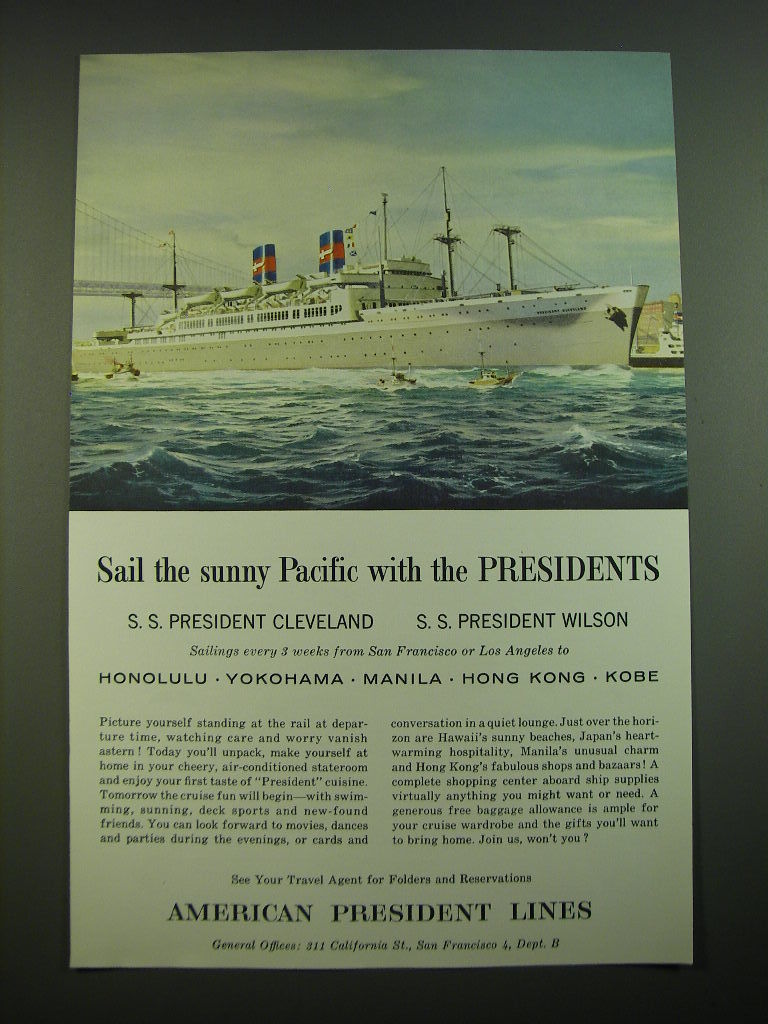 PRESIDENT CLEVELAND
Sail the sunny Pacific with the PRESIDENTS
S. S. PRESIDENT CLEVELAND S. S. PRESIDENT WILSON
Sailings every 3 weeks from San Francisco or Los Angeles to
HONOLULU · YOKOHAMA · MANILA · HONG KONG · KOBE
Picture yourself standing at the rail at depar-
ture time, watching care and worry vanish
astern! Today you'll unpack, make yourself at
home in your cheery, air-conditioned stateroom
and enjoy your first taste of "President" cuisine.
Tomorrow the cruise fun will begin—with swim-
ming, sunning, deck sports and new-found
friends. You can look forward to movies, dances
and parties during the evenings, or cards and
conversation in a quiet lounge. Just over the hori-
zon are Hawaii's sunny beaches, Japan's heart-
warming hospitality, Manila's unusual charm
and Hong Kong's fabulous shops and bazaars! A
complete shopping center aboard ship supplies
virtually anything you might want or need. A
generous free baggage allowance is ample for
your cruise wardrobe and the gifts you'll want
to bring home. Join us, won't you?
See Your Travel Agent for Folders and Reservations
AMERICAN PRESIDENT LINES
General Offices: 311 California St., San Francisco 4, Dept. B